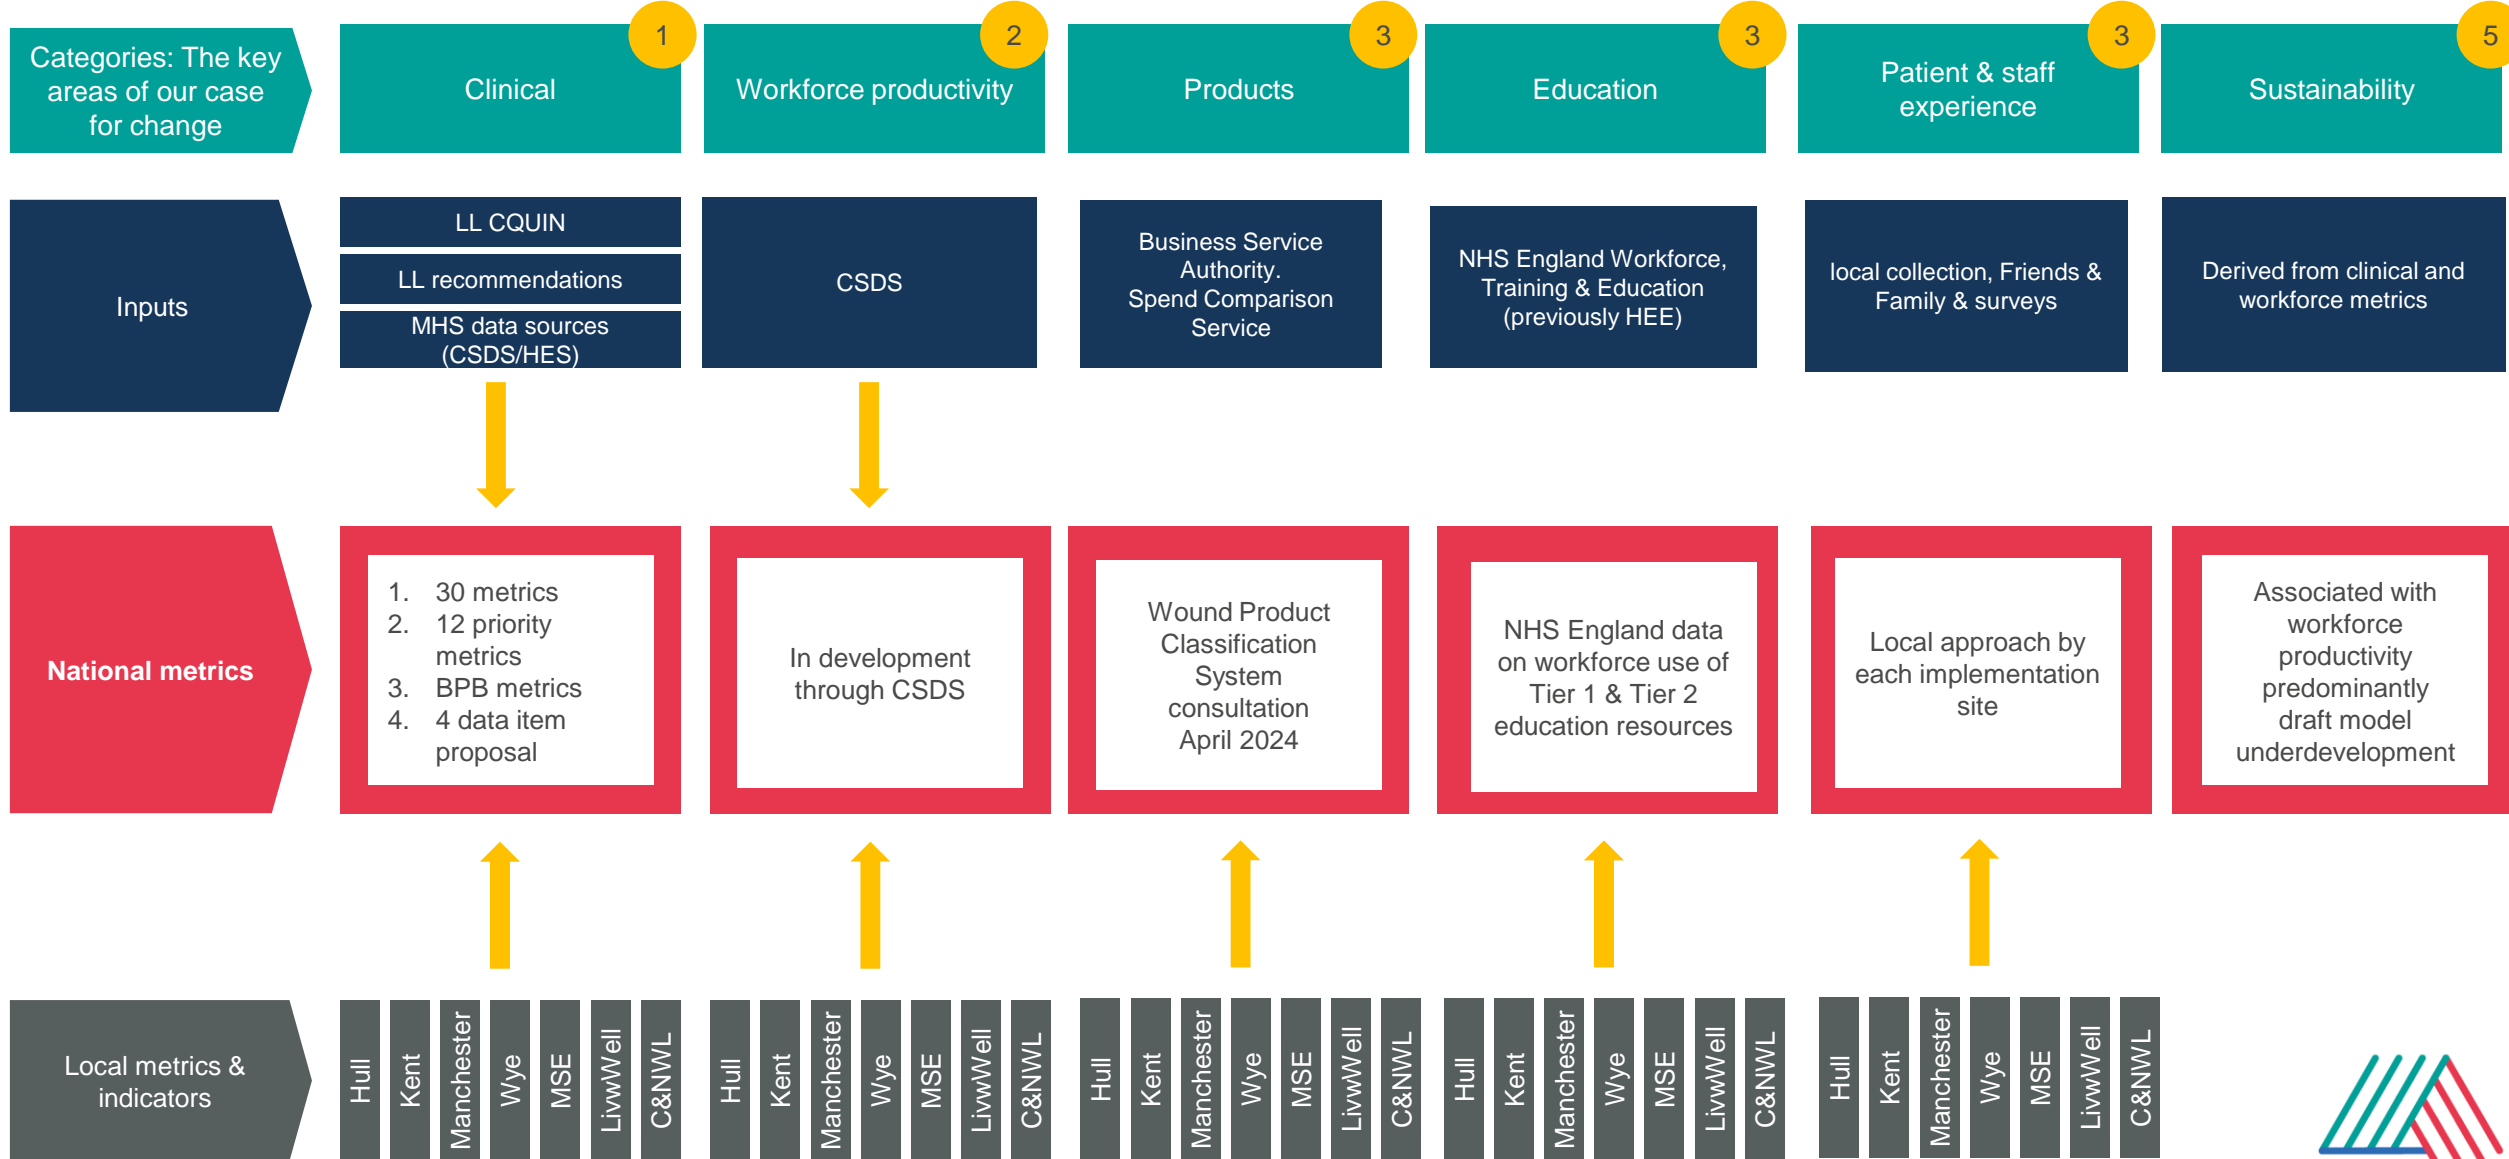 Categories: The key
areas of our case
for change
Clinical
1
Workforce productivity
2
Products
3
Education
3
Patient & staff
experience
3
Sustainability
5
Inputs
LL CQUIN
LL recommendations
MHS data sources
(CSDS/HES)
CSDS
Business Service
Authority.
Spend Comparison
Service
NHS England Workforce,
Training & Education
(previously HEE)
local collection, Friends &
Family & surveys
Derived from clinical and
workforce metrics
National metrics
1. 30 metrics
2. 12 priority
metrics
3. BPB metrics
4. 4 data item
proposal
In development
through CSDS
Wound Product
Classification
System
consultation
April 2024
NHS England data
on workforce use of
Tier 1 & Tier 2
education resources
Local approach by
each implementation
site
Associated with
workforce
productivity
predominantly
draft model
underdevelopment
Local metrics &
indicators
Hull
Kent
Manchester
Wye
MSE
LivwWell
C&NWL
Hull
Kent
Manchester
Wye
MSE
LivwWell
C&NWL
Hull
Kent
Manchester
Wye
MSE
LivwWell
C&NWL
Hull
Kent
Manchester
Wye
MSE
LivwWell
C&NWL
Hull
Kent
Manchester
Wye
MSE
LivwWell
C&NWL